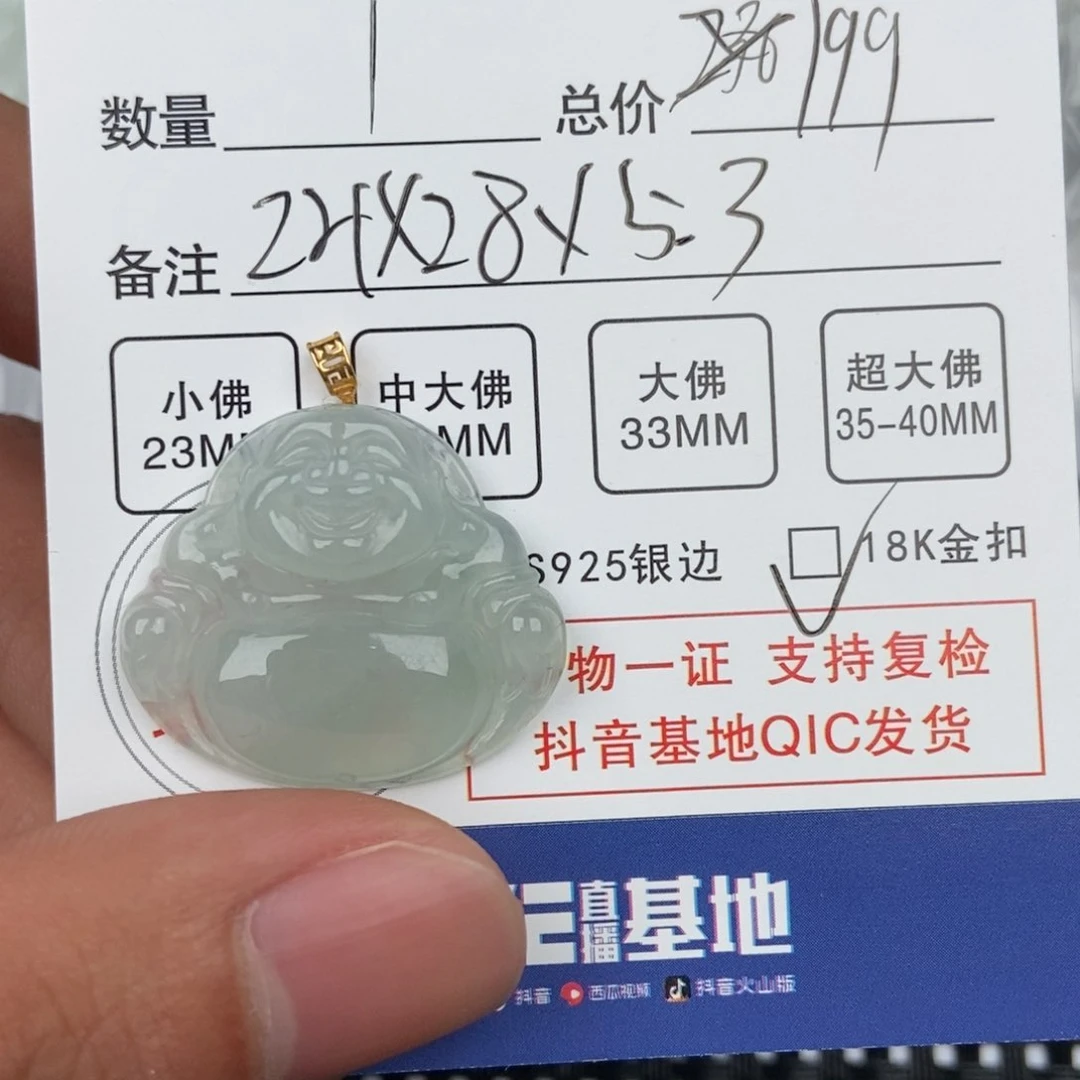 数量 1 总价 199
备注 24X28X5.3
小佛 中大佛 大佛 超大佛
23M MM 33MM 35-40MM
S925银边 18K金扣
物一证 支持复检
抖音基地QIC发货
E直播基地
抖音 西瓜视频 抖音火山版